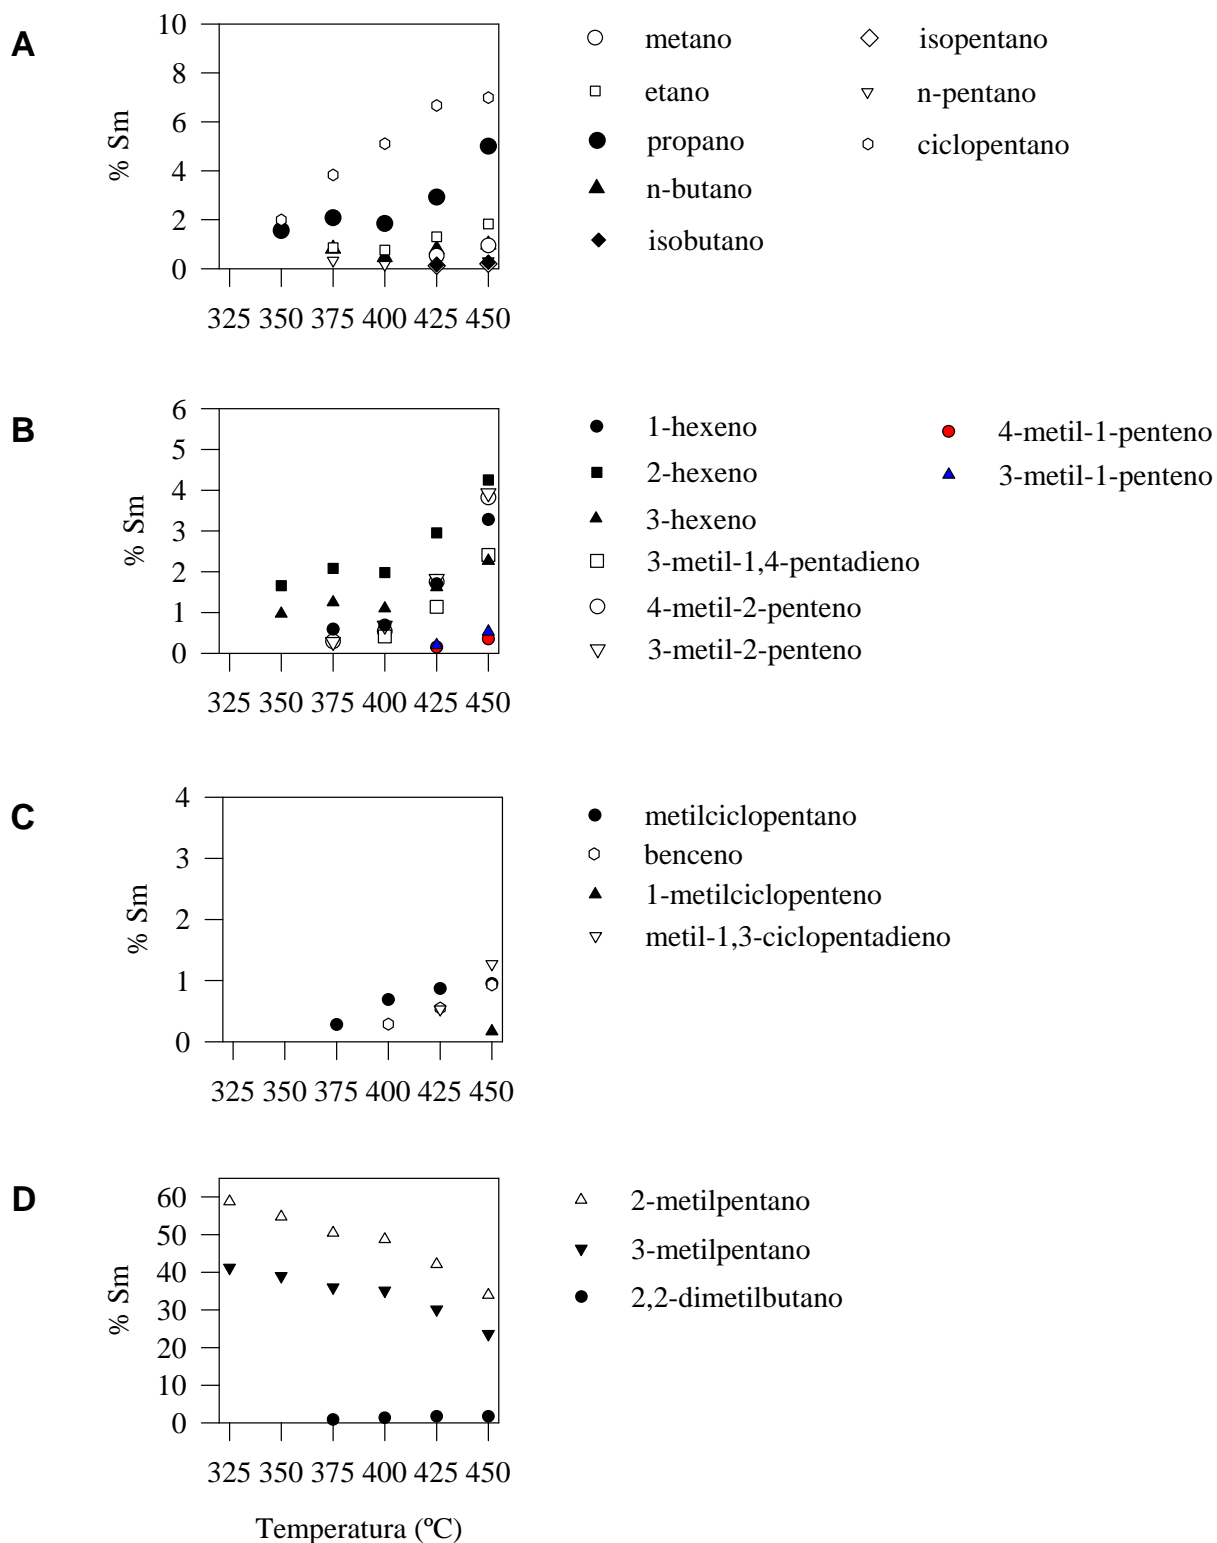 A
10
8
6
4
2
0
% Sm
325 350 375 400 425 450
metano
etano
propano
n-butano
isobutano
isopentano
n-pentano
ciclopentano
B
6
5
4
3
2
1
0
% Sm
325 350 375 400 425 450
1-hexeno
2-hexeno
3-hexeno
3-metil-1,4-pentadieno
4-metil-2-penteno
3-metil-2-penteno
4-metil-1-penteno
3-metil-1-penteno
C
4
3
2
1
0
% Sm
325 350 375 400 425 450
metilciclopentano
benceno
1-metilciclopenteno
metil-1,3-ciclopentadieno
D
60
50
40
30
20
10
0
% Sm
325 350 375 400 425 450
Temperatura (ºC)
2-metilpentano
3-metilpentano
2,2-dimetilbutano